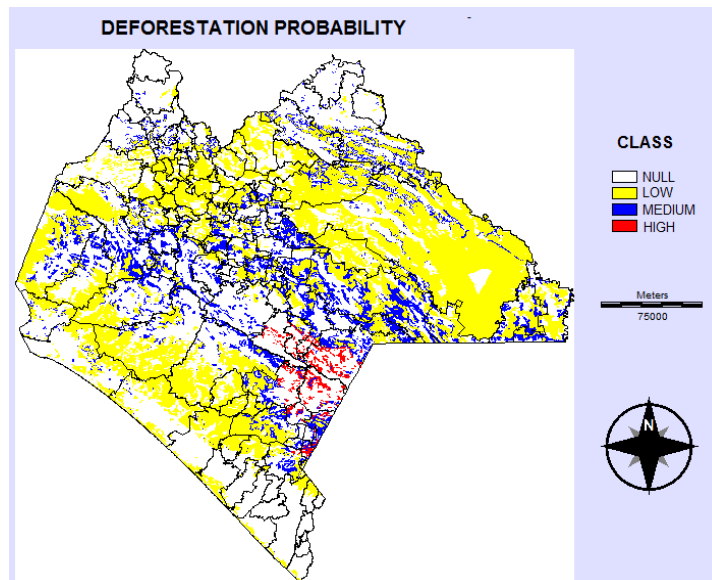 DEFORESTATION PROBABILITY
CLASS
NULL
LOW
MEDIUM
HIGH
Meters
75000
N